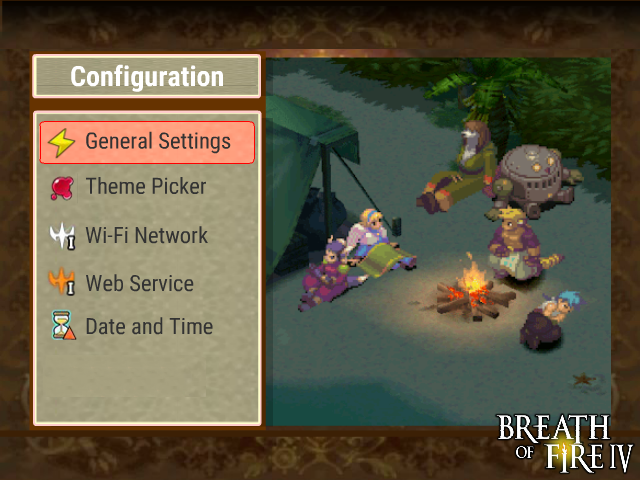 Configuration
General Settings
Theme Picker
Wi-Fi Network
Web Service
Date and Time
BREATH
OF FIRE IV